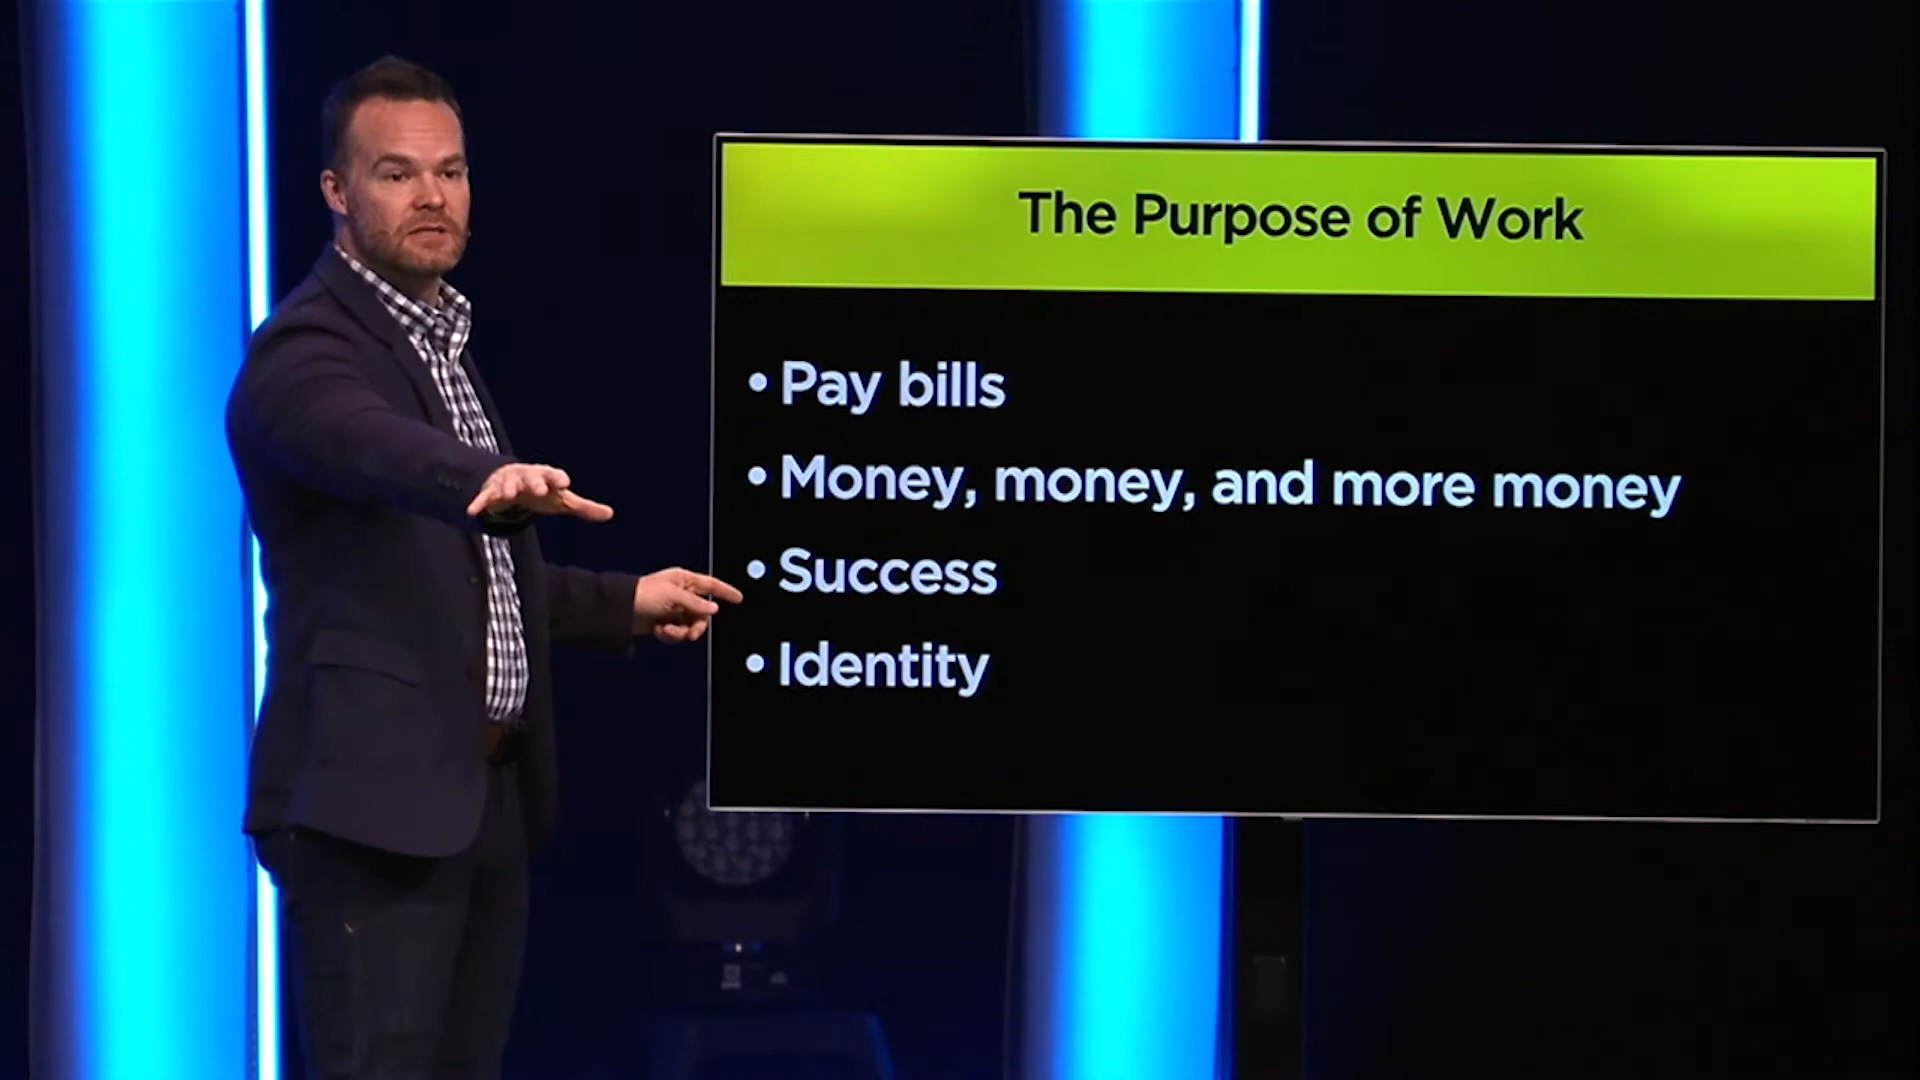 The Purpose of Work
• Pay bills
• Money, money, and more money
• Success
• Identity